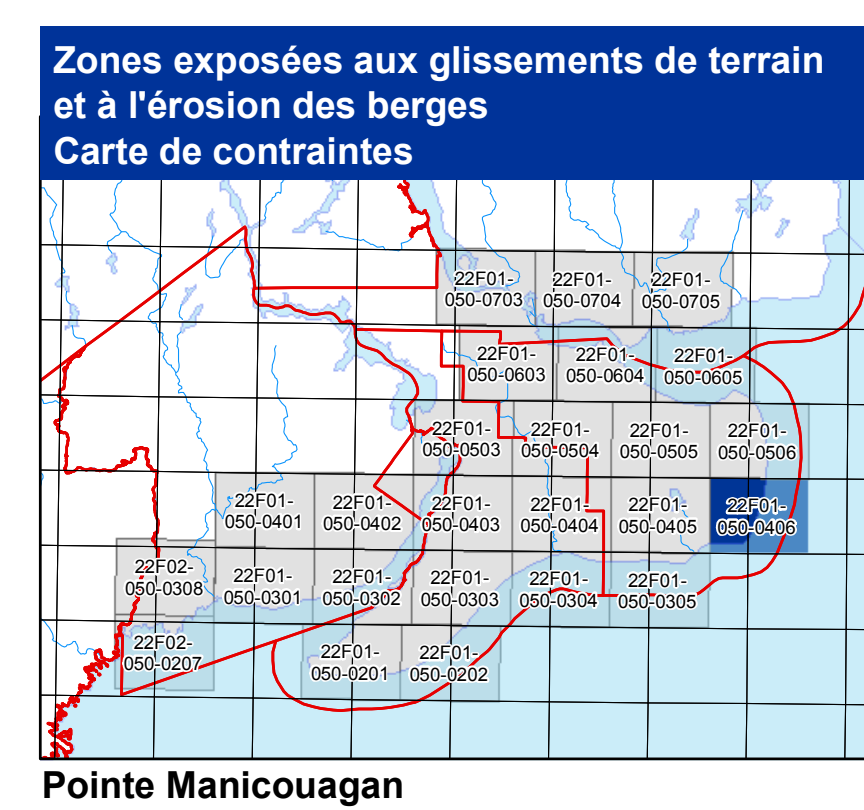 Zones exposées aux glissements de terrain
et à l'érosion des berges
Carte de contraintes
22F01-
050-0703
22F01-
050-0704
22F01-
050-0705
22F01-
050-0603
22F01-
050-0604
22F01-
050-0605
22F01-
050-0503
22F01-
050-0504
22F01-
050-0505
22F01-
050-0506
22F01-
050-0401
22F01-
050-0402
22F01-
050-0403
22F01-
050-0404
22F01-
050-0405
22F01-
050-0406
22F02-
050-0308
22F01-
050-0301
22F01-
050-0302
22F01-
050-0303
22F01-
050-0304
22F01-
050-0305
22F02-
050-0207
22F01-
050-0201
22F01-
050-0202
Pointe Manicouagan